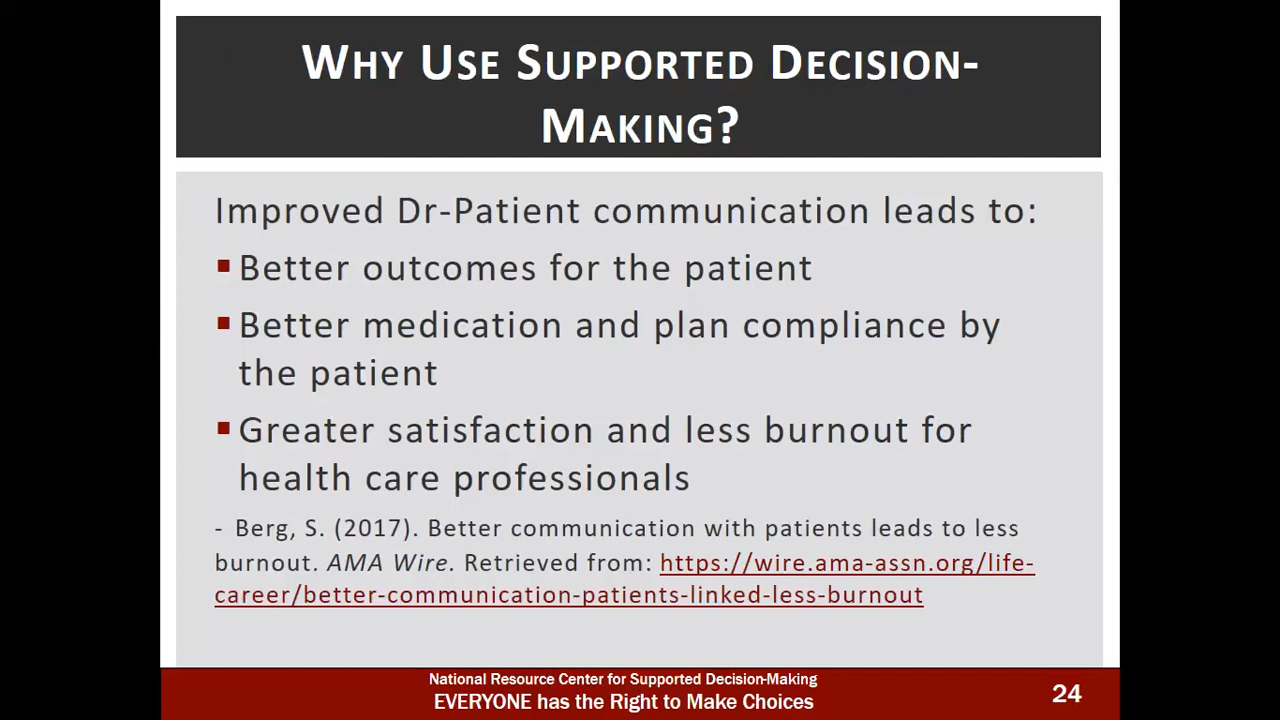 WHY USE SUPPORTED DECISION-
MAKING?
Improved Dr-Patient communication leads to:
▪ Better outcomes for the patient
▪ Better medication and plan compliance by
the patient
▪ Greater satisfaction and less burnout for
health care professionals
- Berg, S. (2017). Better communication with patients leads to less
burnout. AMA Wire. Retrieved from: https://wire.ama-assn.org/life-
career/better-communication-patients-linked-less-burnout
National Resource Center for Supported Decision-Making
EVERYONE has the Right to Make Choices
24